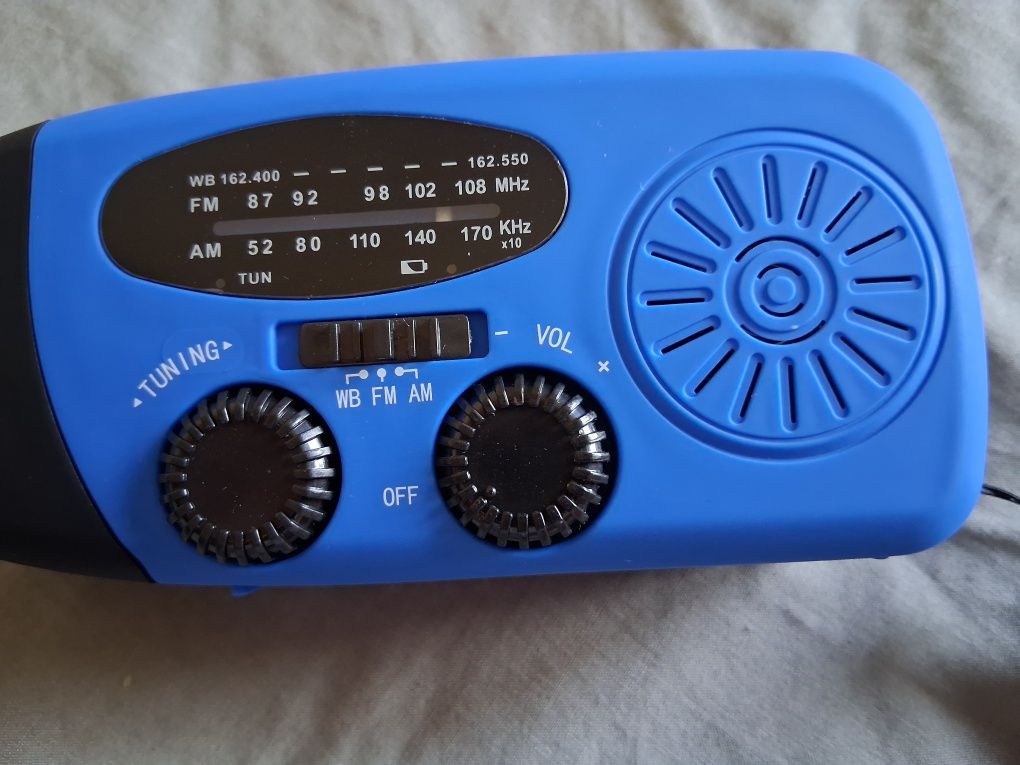 WB 162.400 – – – – – 162.550
FM 87 92 98 102 108 MHz
AM 52 80 110 140 170 KHz
x10
TUN
TUNING
– VOL +
WB FM AM
OFF